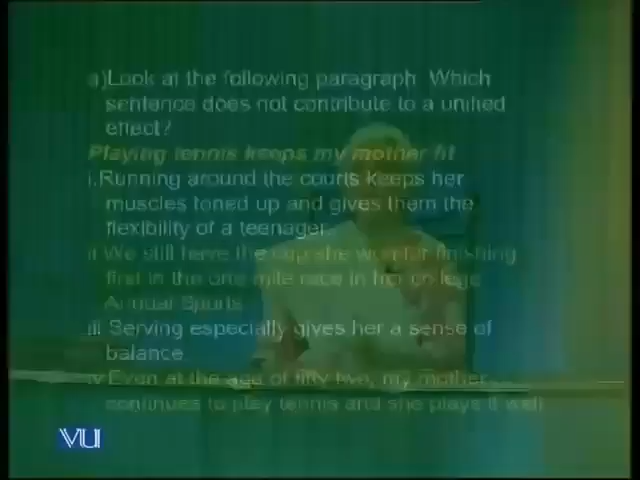 a)Look at the following paragraph. Which
sentence does not contribute to a unified
effect?
Playing tennis keeps my mother fit
i.Running around the courts keeps her
muscles toned up and gives them the
flexibility of a teenager.
ii We still have the cup she won for finishing
first in the one mile race in her college
Annual Sports
iii Serving especially gives her a sense of
balance
iv Even at the age of fifty two, my mother
continues to play tennis and she plays it well
VU